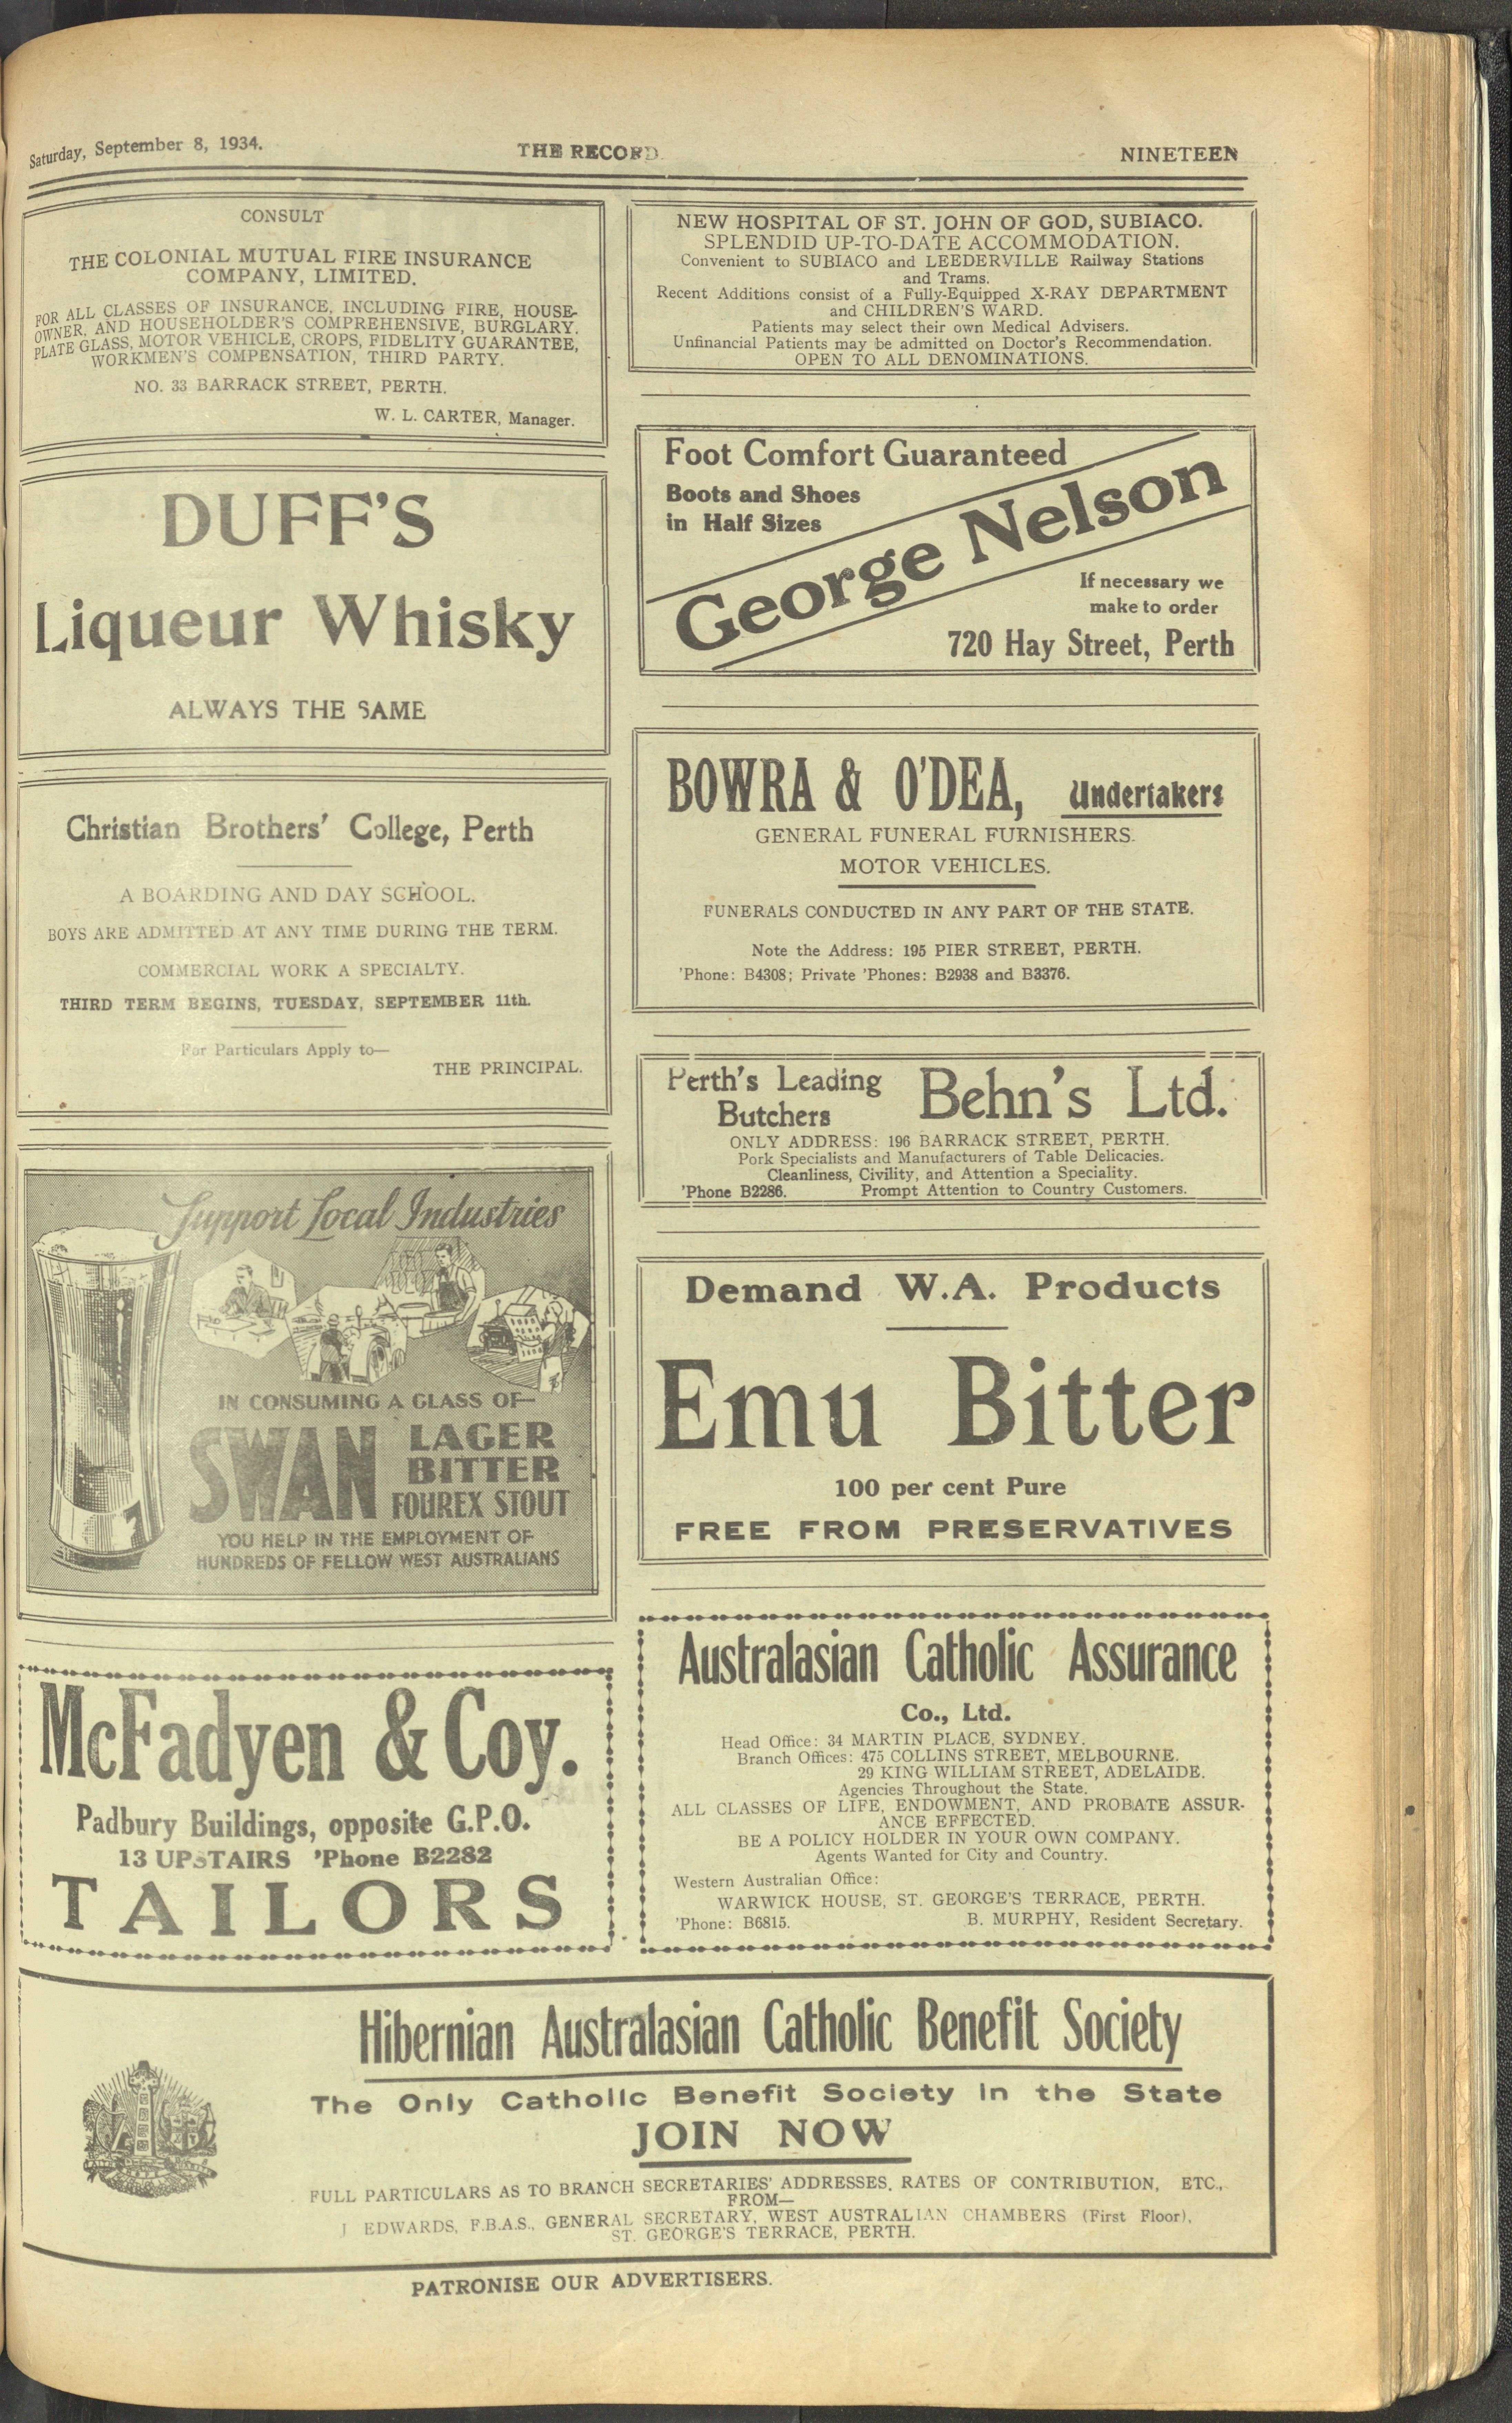 Saturday, September 8, 1934.
THE RECORD
NINETEEN
CONSULT
THE COLONIAL MUTUAL FIRE INSURANCE
COMPANY, LIMITED.
FOR ALL CLASSES OF INSURANCE, INCLUDING FIRE, HOUSE-
OWNER, AND HOUSEHOLDER'S COMPREHENSIVE, BURGLARY.
PLATE GLASS, MOTOR VEHICLE, CROPS, FIDELITY GUARANTEE,
WORKMEN'S COMPENSATION, THIRD PARTY.
NO. 33 BARRACK STREET, PERTH.
W. L. CARTER, Manager.
DUFF'S
Liqueur Whisky
ALWAYS THE SAME
Christian Brothers' College, Perth
A BOARDING AND DAY SCHOOL.
BOYS ARE ADMITTED AT ANY TIME DURING THE TERM.
COMMERCIAL WORK A SPECIALTY.
THIRD TERM BEGINS, TUESDAY, SEPTEMBER 11th.
For Particulars Apply to—
THE PRINCIPAL.
Support Local Industries
IN CONSUMING A GLASS OF—
SWAN
LAGER
BITTER
FOUREX STOUT
YOU HELP IN THE EMPLOYMENT OF
HUNDREDS OF FELLOW WEST AUSTRALIANS
McFadyen & Coy.
Padbury Buildings, opposite G.P.O.
13 UPSTAIRS 'Phone B2282
TAILORS
NEW HOSPITAL OF ST. JOHN OF GOD, SUBIACO.
SPLENDID UP-TO-DATE ACCOMMODATION.
Convenient to SUBIACO and LEEDERVILLE Railway Stations
and Trams.
Recent Additions consist of a Fully-Equipped X-RAY DEPARTMENT
and CHILDREN'S WARD.
Patients may select their own Medical Advisers.
Unfinancial Patients may be admitted on Doctor's Recommendation.
OPEN TO ALL DENOMINATIONS.
Foot Comfort Guaranteed
Boots and Shoes
in Half Sizes
George Nelson
If necessary we
make to order
720 Hay Street, Perth
BOWRA & O'DEA, Undertakers
GENERAL FUNERAL FURNISHERS.
MOTOR VEHICLES.
FUNERALS CONDUCTED IN ANY PART OF THE STATE.
Note the Address: 195 PIER STREET, PERTH.
'Phone: B4308; Private 'Phones: B2938 and B3376.
Perth's Leading
Butchers
Behn's Ltd.
ONLY ADDRESS: 196 BARRACK STREET, PERTH.
Pork Specialists and Manufacturers of Table Delicacies.
Cleanliness, Civility, and Attention a Speciality.
'Phone B2286. Prompt Attention to Country Customers.
Demand W.A. Products
Emu Bitter
100 per cent Pure
FREE FROM PRESERVATIVES
Australasian Catholic Assurance
Co., Ltd.
Head Office: 34 MARTIN PLACE, SYDNEY.
Branch Offices: 475 COLLINS STREET, MELBOURNE.
29 KING WILLIAM STREET, ADELAIDE.
Agencies Throughout the State.
ALL CLASSES OF LIFE, ENDOWMENT, AND PROBATE ASSUR-
ANCE EFFECTED.
BE A POLICY HOLDER IN YOUR OWN COMPANY.
Agents Wanted for City and Country.
Western Australian Office:
WARWICK HOUSE, ST. GEORGE'S TERRACE, PERTH.
'Phone: B6815. B. MURPHY, Resident Secretary.
Hibernian Australasian Catholic Benefit Society
The Only Catholic Benefit Society in the State
JOIN NOW
FULL PARTICULARS AS TO BRANCH SECRETARIES' ADDRESSES, RATES OF CONTRIBUTION, ETC.,
FROM—
J EDWARDS, F.B.A.S., GENERAL SECRETARY, WEST AUSTRALIAN CHAMBERS (First Floor),
ST. GEORGE'S TERRACE, PERTH.
PATRONISE OUR ADVERTISERS.